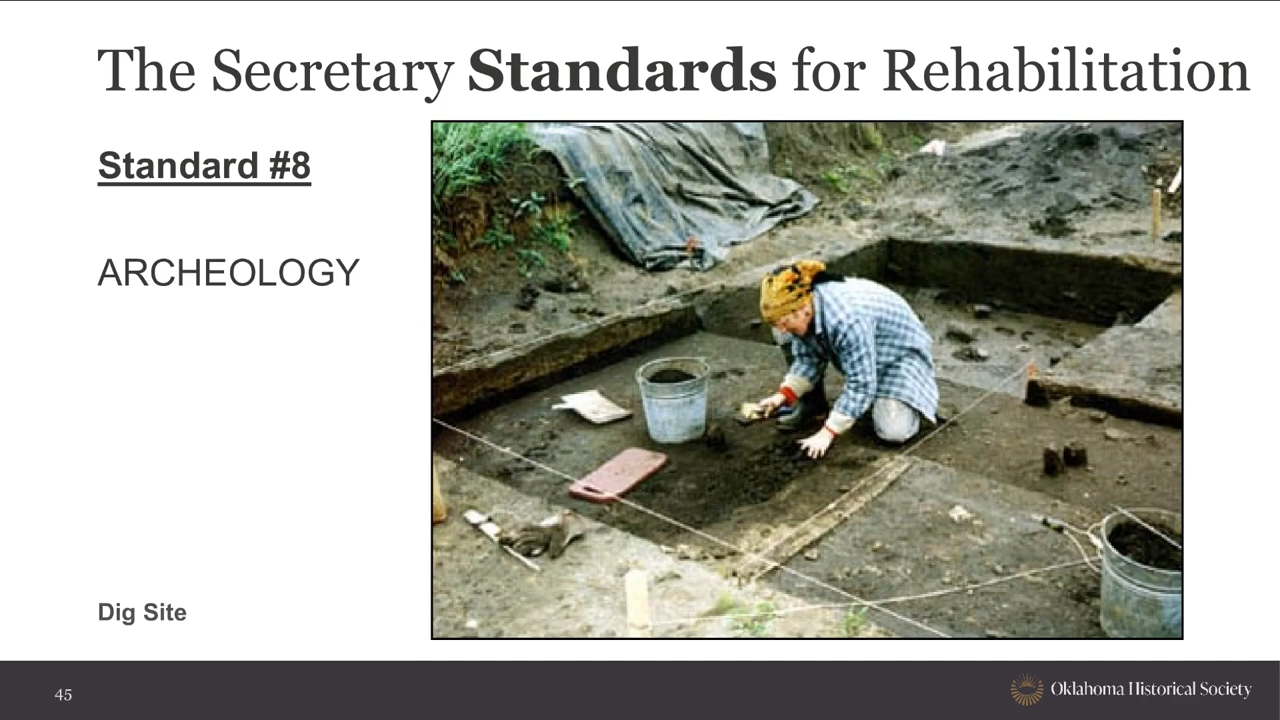 The Secretary Standards for Rehabilitation
Standard #8
ARCHEOLOGY
Dig Site
45
Oklahoma Historical Society